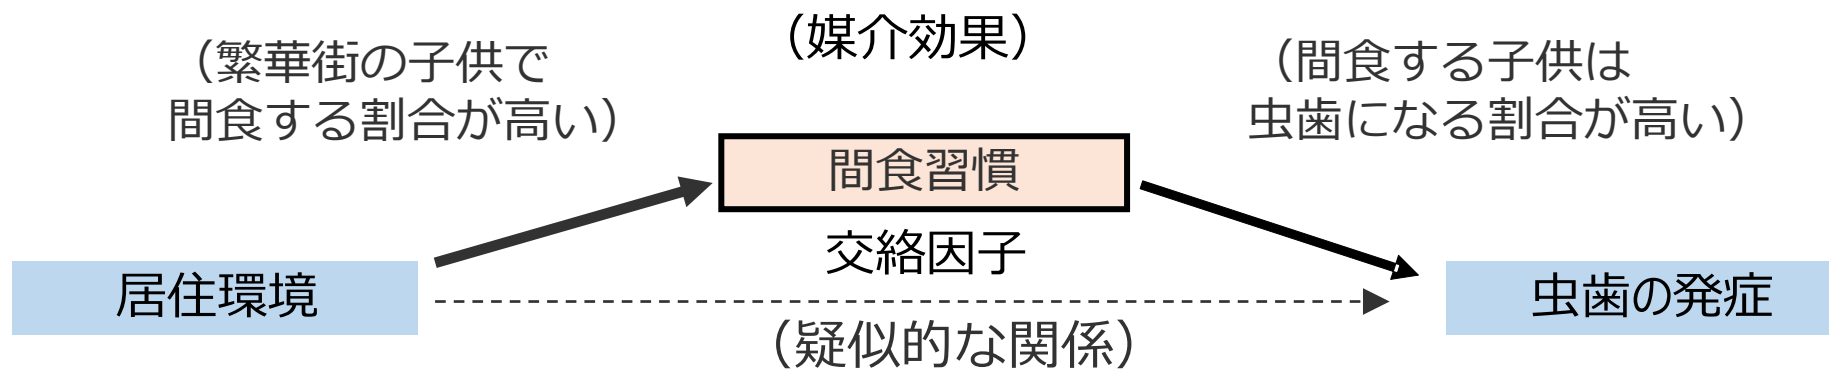 （媒介効果）
（繁華街の子供で
間食する割合が高い）
（間食する子供は
虫歯になる割合が高い）
間食習慣
交絡因子
居住環境
虫歯の発症
（疑似的な関係）